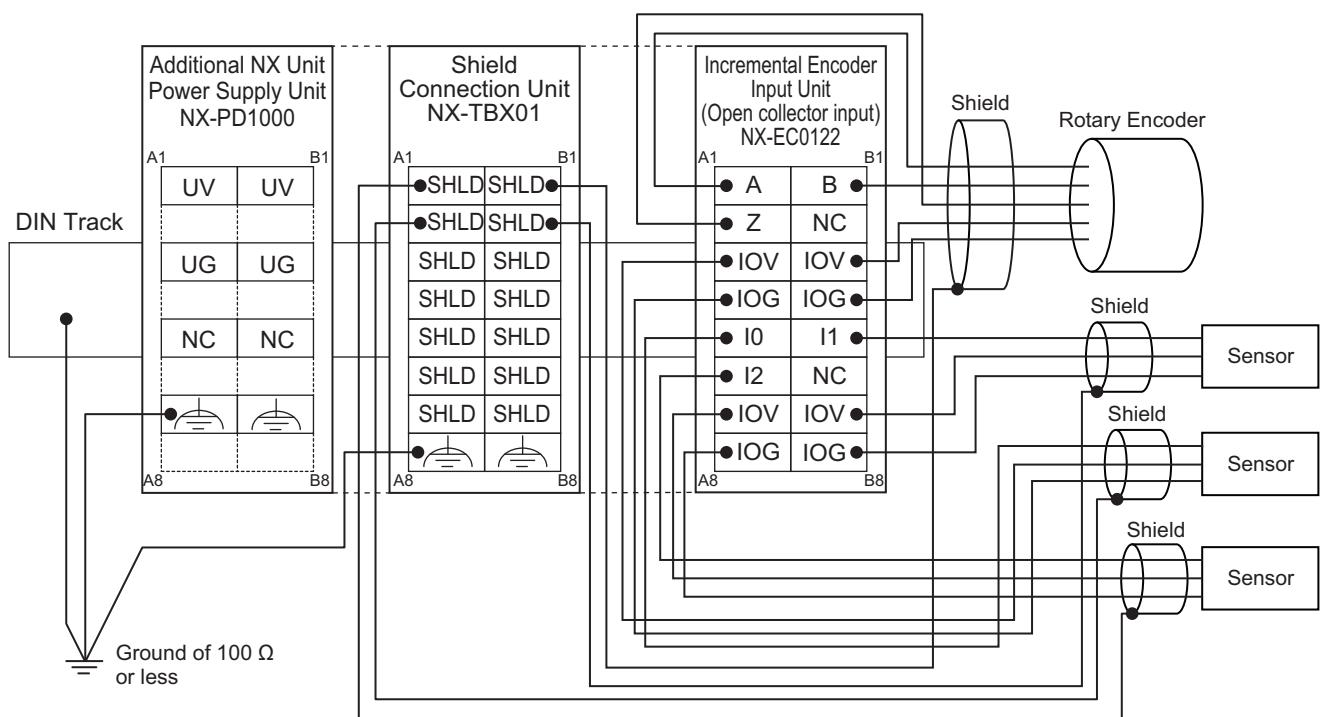 Additional NX Unit
Power Supply Unit
NX-PD1000
A1
B1
UV UV
UG UG
NC NC
A8
B8
DIN Track
Shield
Connection Unit
NX-TBX01
A1
B1
SHLD SHLD
SHLD SHLD
SHLD SHLD
SHLD SHLD
SHLD SHLD
SHLD SHLD
SHLD SHLD
A8
B8
Incremental Encoder
Input Unit
(Open collector input)
NX-EC0122
A1
B1
A B
Z NC
IOV IOV
IOG IOG
I0 I1
I2 NC
IOV IOV
IOG IOG
A8
B8
Shield
Rotary Encoder
Shield
Sensor
Shield
Sensor
Shield
Sensor
Ground of 100 Ω
or less